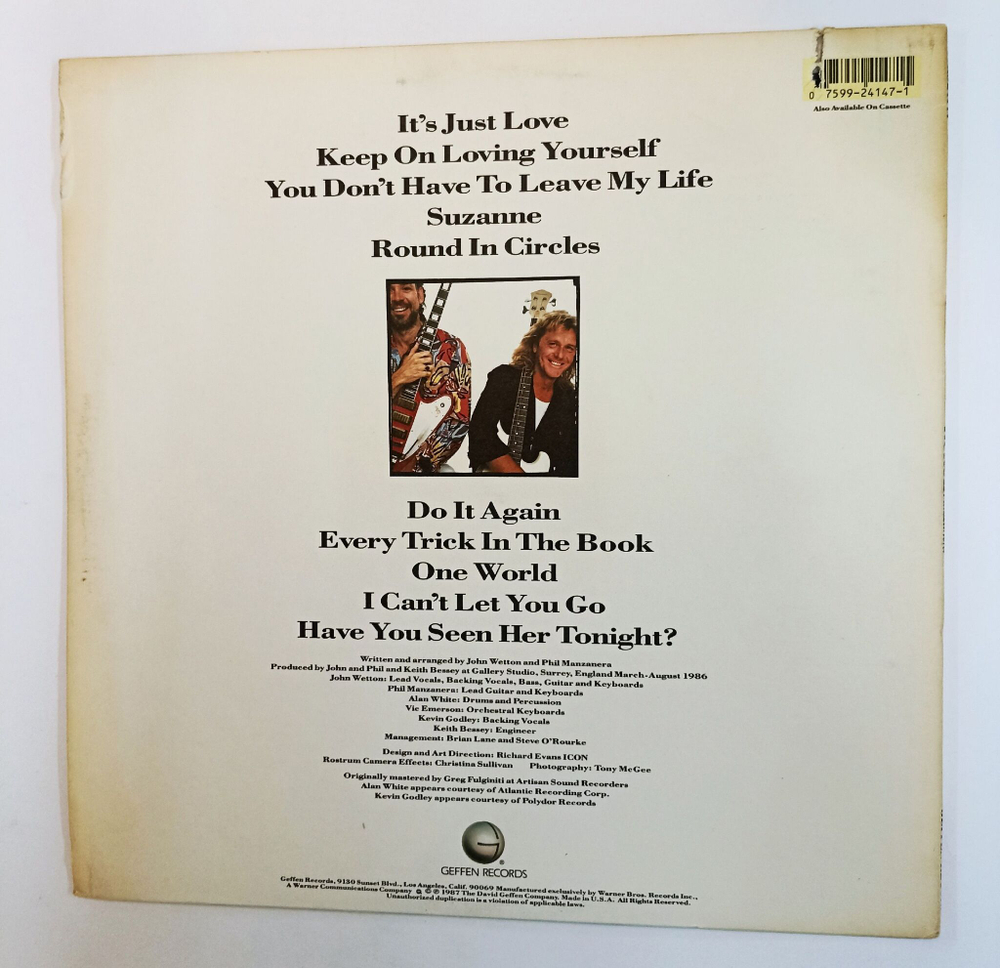 0 7599-24147-1
Also Available On Cassette
It's Just Love
Keep On Loving Yourself
You Don't Have To Leave My Life
Suzanne
Round In Circles
Do It Again
Every Trick In The Book
One World
I Can't Let You Go
Have You Seen Her Tonight?
Written and arranged by John Wetton and Phil Manzanera
Produced by John and Phil and Keith Bessey at Gallery Studio, Surrey, England March-August 1986
John Wetton: Lead Vocals, Backing Vocals, Bass, Guitar and Keyboards
Phil Manzanera: Lead Guitar and Keyboards
Alan White: Drums and Percussion
Vic Emerson: Orchestral Keyboards
Kevin Godley: Backing Vocals
Keith Bessey: Engineer
Management: Brian Lane and Steve O'Rourke
Design and Art Direction: Richard Evans ICON
Rostrum Camera Effects: Christina Sullivan Photography: Tony McGee
Originally mastered by Greg Fulginiti at Artisan Sound Recorders
Alan White appears courtesy of Atlantic Recording Corp.
Kevin Godley appears courtesy of Polydor Records
®
GEFFEN RECORDS
Geffen Records, 9130 Sunset Blvd., Los Angeles, Calif. 90069 Manufactured exclusively by Warner Bros. Records Inc.,
A Warner Communications Company © ℗ 1987 The David Geffen Company. Made in U.S.A. All Rights Reserved.
Unauthorized duplication is a violation of applicable laws.